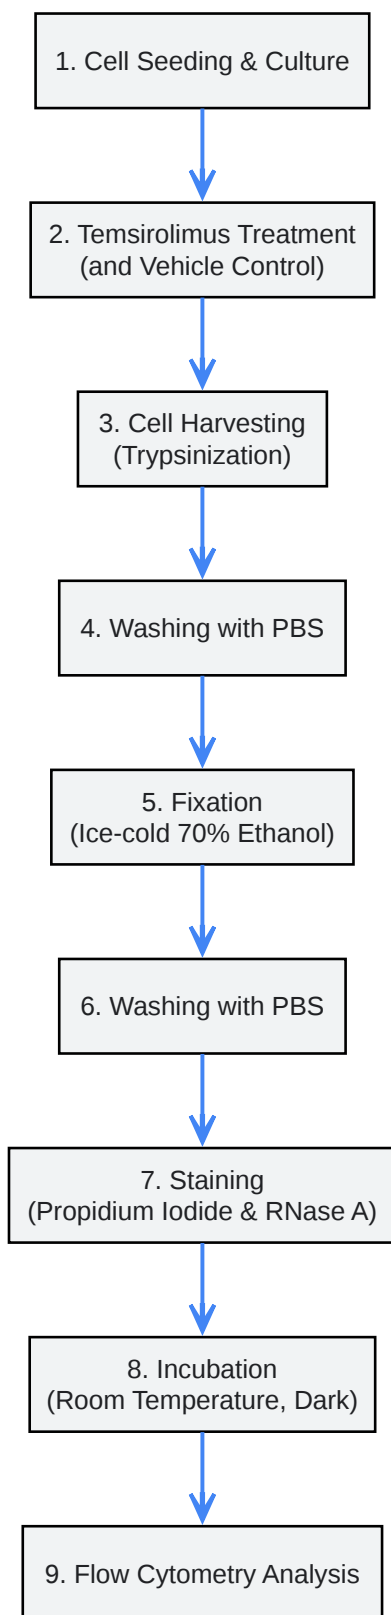 1. Cell Seeding & Culture
2. Temsirolimus Treatment
(and Vehicle Control)
3. Cell Harvesting
(Trypsinization)
4. Washing with PBS
5. Fixation
(Ice-cold 70% Ethanol)
6. Washing with PBS
7. Staining
(Propidium Iodide & RNase A)
8. Incubation
(Room Temperature, Dark)
9. Flow Cytometry Analysis